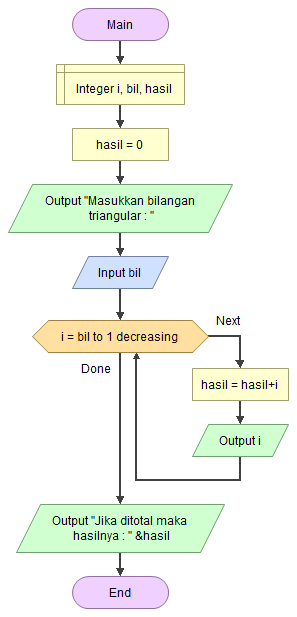 Main
Integer i, bil, hasil
hasil = 0
Output "Masukkan bilangan
triangular : "
Input bil
i = bil to 1 decreasing
Next
Done
hasil = hasil+i
Output i
Output "Jika ditotal maka
hasilnya : " &hasil
End